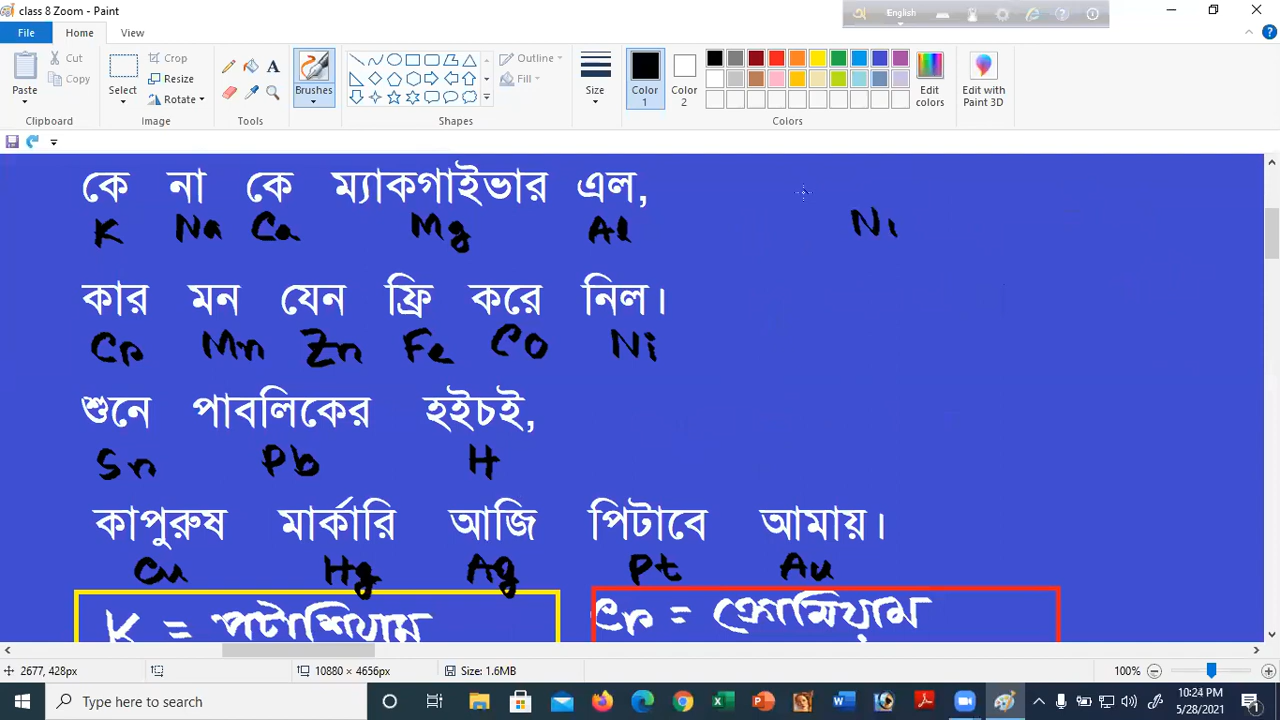 class 8 Zoom - Paint
English
File Home View
Paste Cut Copy Clipboard
Select Crop Resize Rotate Image
Tools
Brushes
Outline Fill Shapes
Size
Color 1 Color 2 Colors
Edit colors
Edit with Paint 3D
কে না কে ম্যাকগাইভার এল,
K Na Ca Mg Al Ni
কার মন যেন ফ্রি করে নিল।
Cr Mn Zn Fe Co Ni
শুনে পাবলিকের হইচই,
Sn Pb H
কাপুরুষ মার্কারি আজি পিটাবে আমায়।
Cu Hg Ag Pt Au
K = পটাশিয়াম
Cr = ক্রোমিয়াম
2677, 428px 10880 × 4656px Size: 1.6MB 100%
Type here to search
10:24 PM
5/28/2021